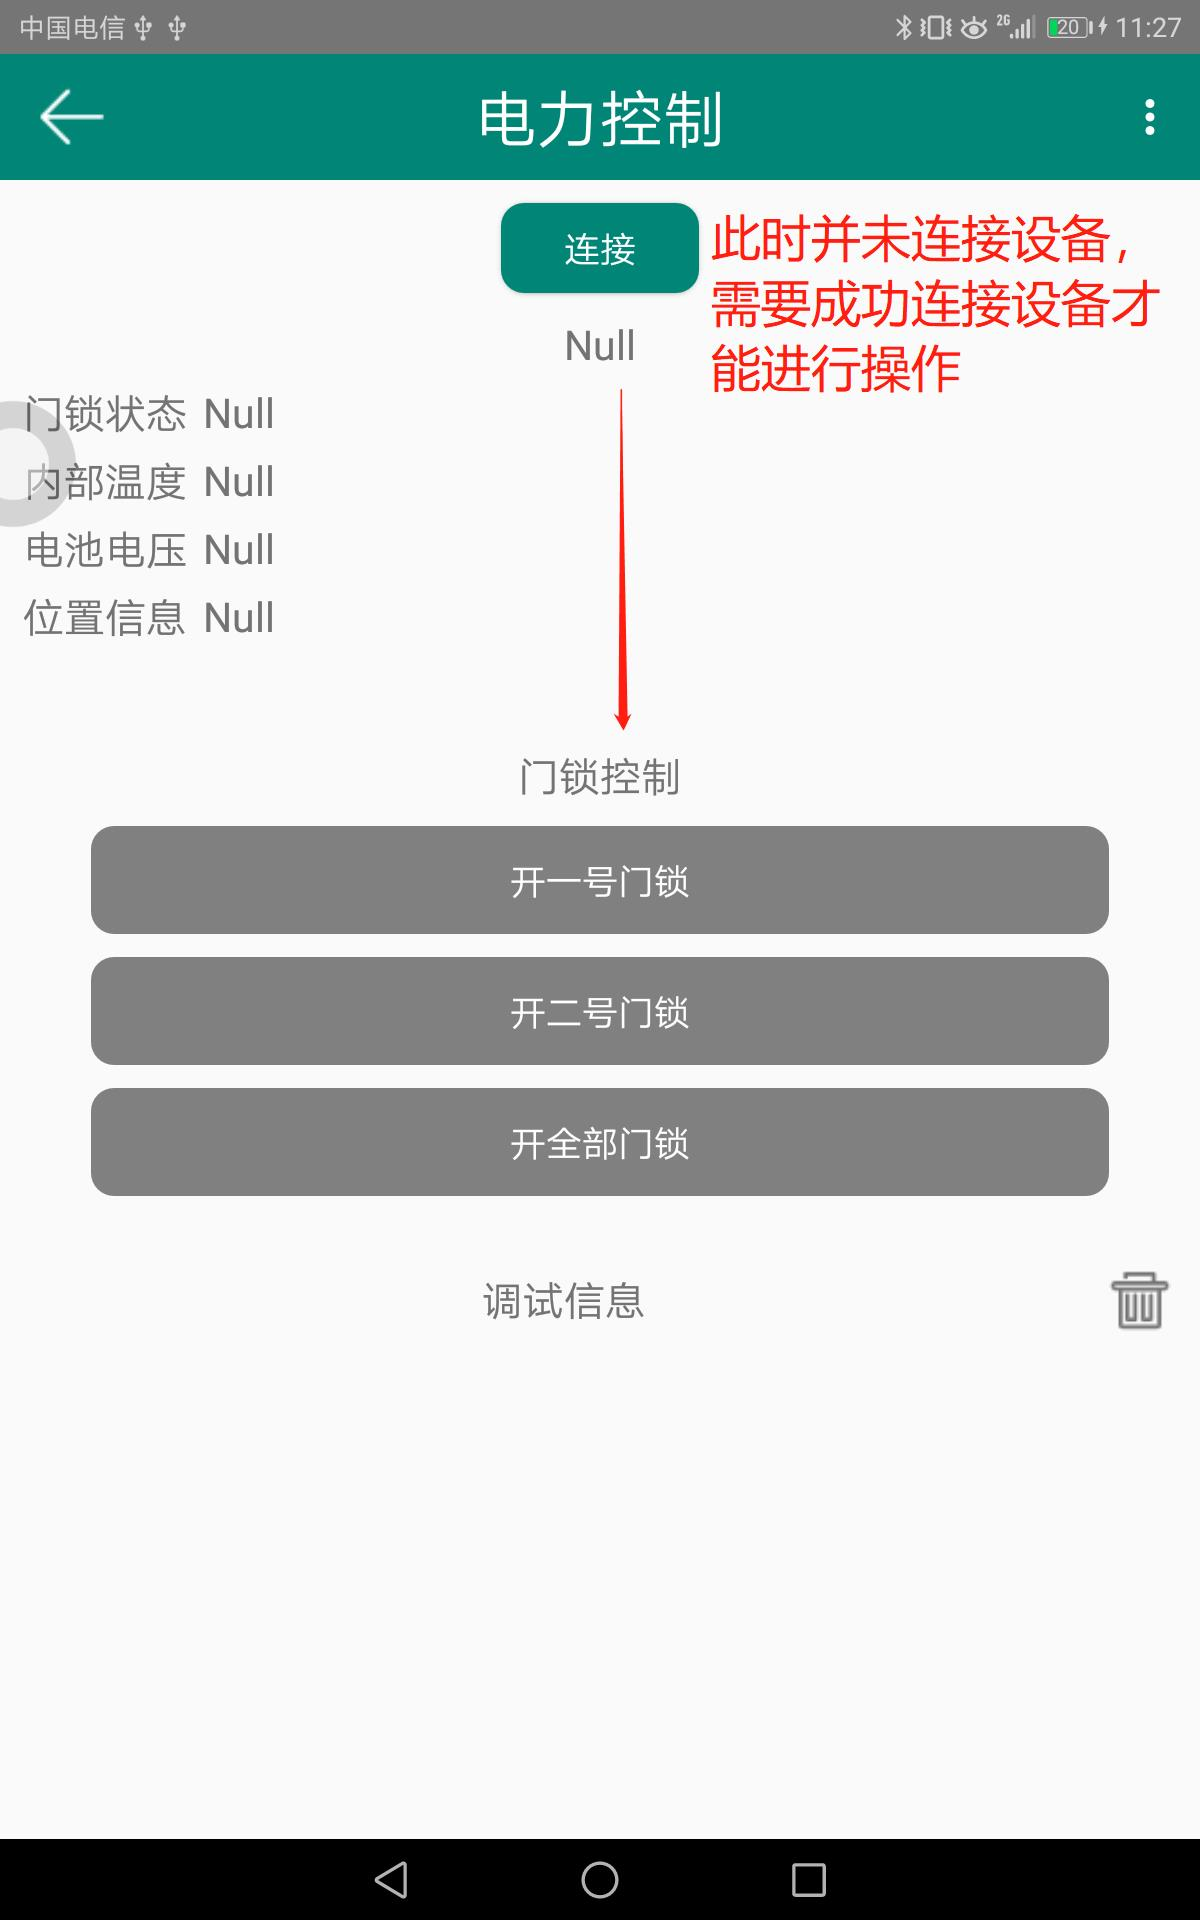 中国电信
2G 20 11:27
电力控制
连接
此时并未连接设备，
需要成功连接设备才
能进行操作
Null
门锁状态 Null
内部温度 Null
电池电压 Null
位置信息 Null
门锁控制
开一号门锁
开二号门锁
开全部门锁
调试信息